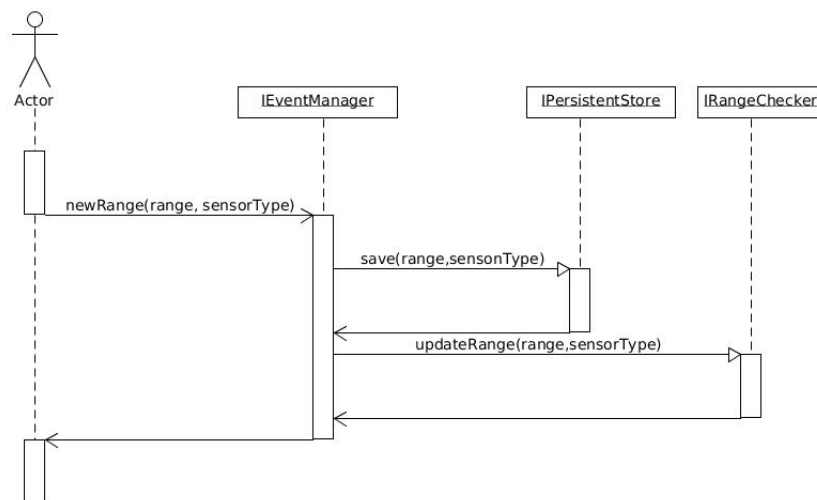 Actor
IEventManager
IPersistentStore
IRangeChecker
newRange(range, sensorType)
save(range,sensonType)
updateRange(range,sensorType)